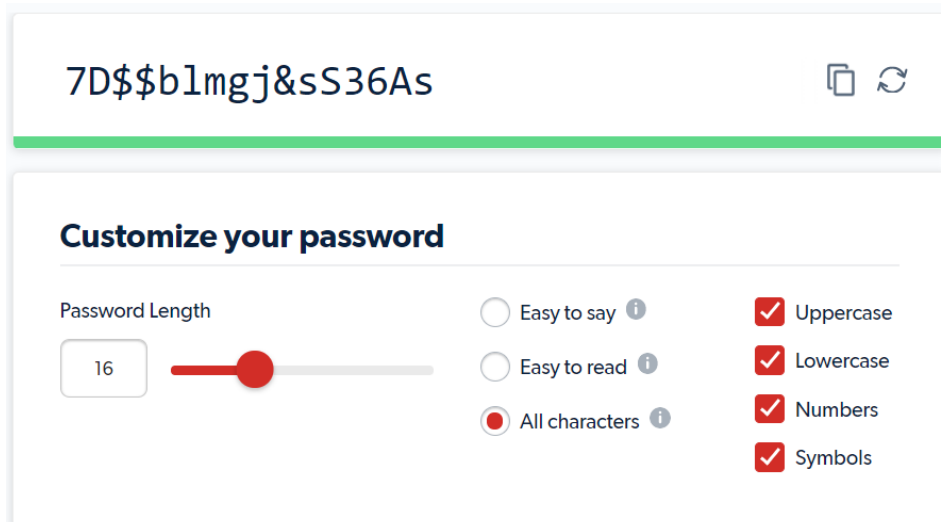 7D$$blmgj&sS36As
Customize your password
Password Length
16
Easy to say
Easy to read
All characters
Uppercase
Lowercase
Numbers
Symbols